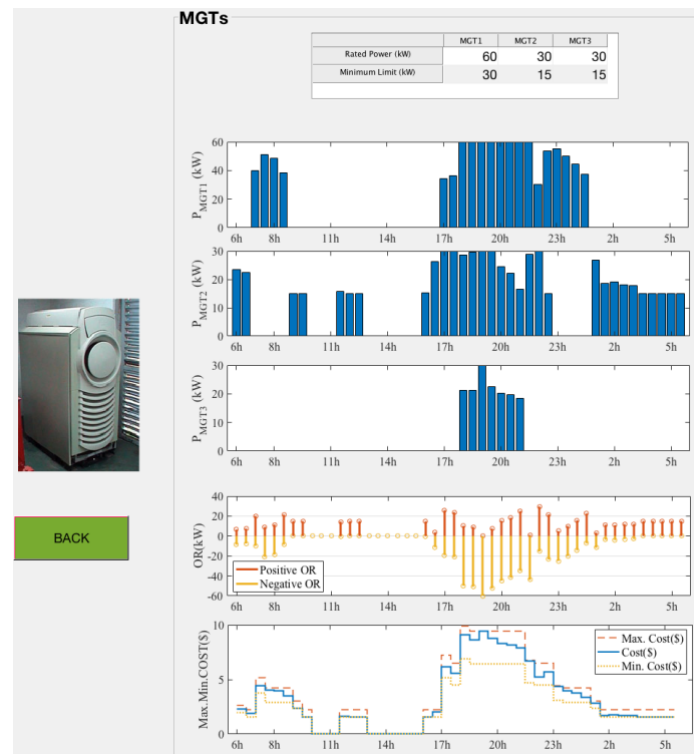 MGTs
MGT1 MGT2 MGT3
Rated Power (kW) 60 30 30
Minimum Limit (kW) 30 15 15
P_MGT1 (kW)
60
40
20
0
6h 8h 11h 14h 17h 20h 23h 2h 5h
P_MGT2 (kW)
30
20
10
0
6h 8h 11h 14h 17h 20h 23h 2h 5h
P_MGT3 (kW)
30
20
10
0
6h 8h 11h 14h 17h 20h 23h 2h 5h
OR(kW)
40
20
0
-20
-40
-60
Positive OR
Negative OR
6h 8h 11h 14h 17h 20h 23h 2h 5h
BACK
Max.Min.COST($)
10
5
0
Max. Cost($)
Cost($)
Min. Cost($)
6h 8h 11h 14h 17h 20h 23h 2h 5h